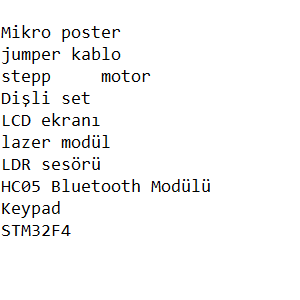 Mikro poster
jumper kablo
stepp     motor
Dişli set
LCD ekranı
lazer modül
LDR sesörü
HC05 Bluetooth Modülü
Keypad
STM32F4